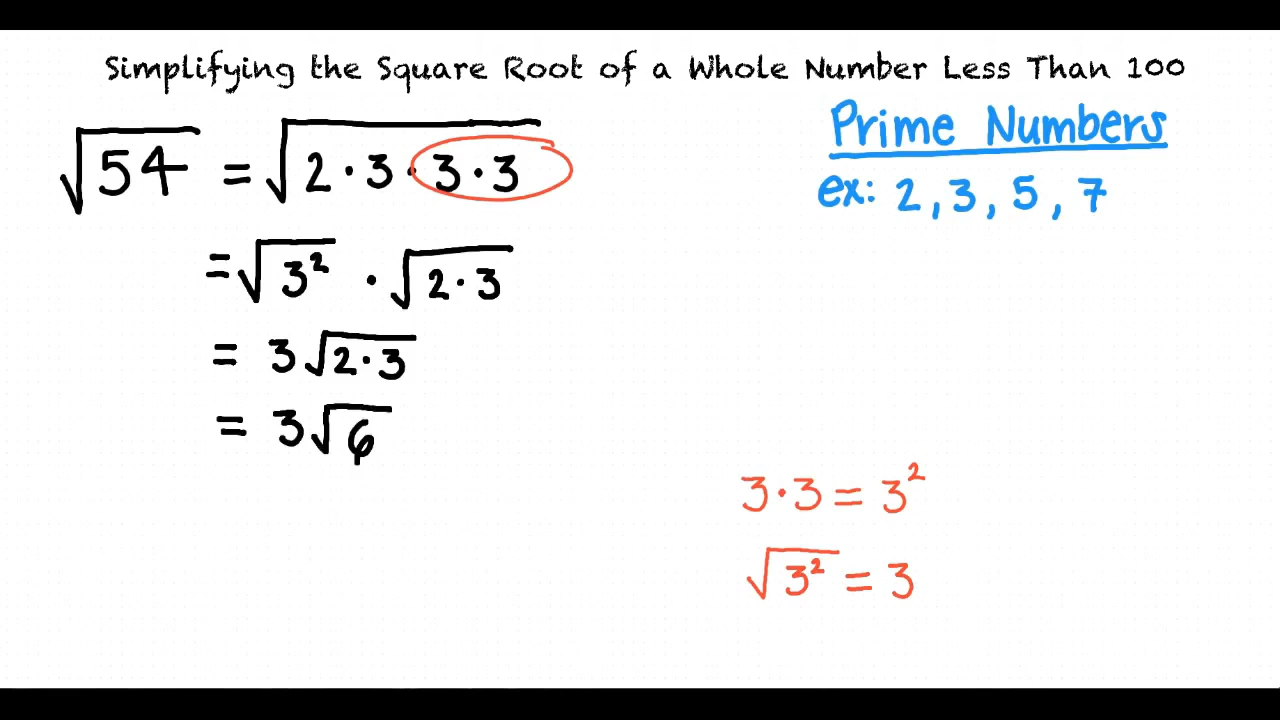 Simplifying the Square Root of a Whole Number Less Than 100
√54 = √2·3·3·3
= √3² · √2·3
= 3√2·3
= 3√6
Prime Numbers
ex: 2, 3, 5, 7
3·3 = 3²
√3² = 3